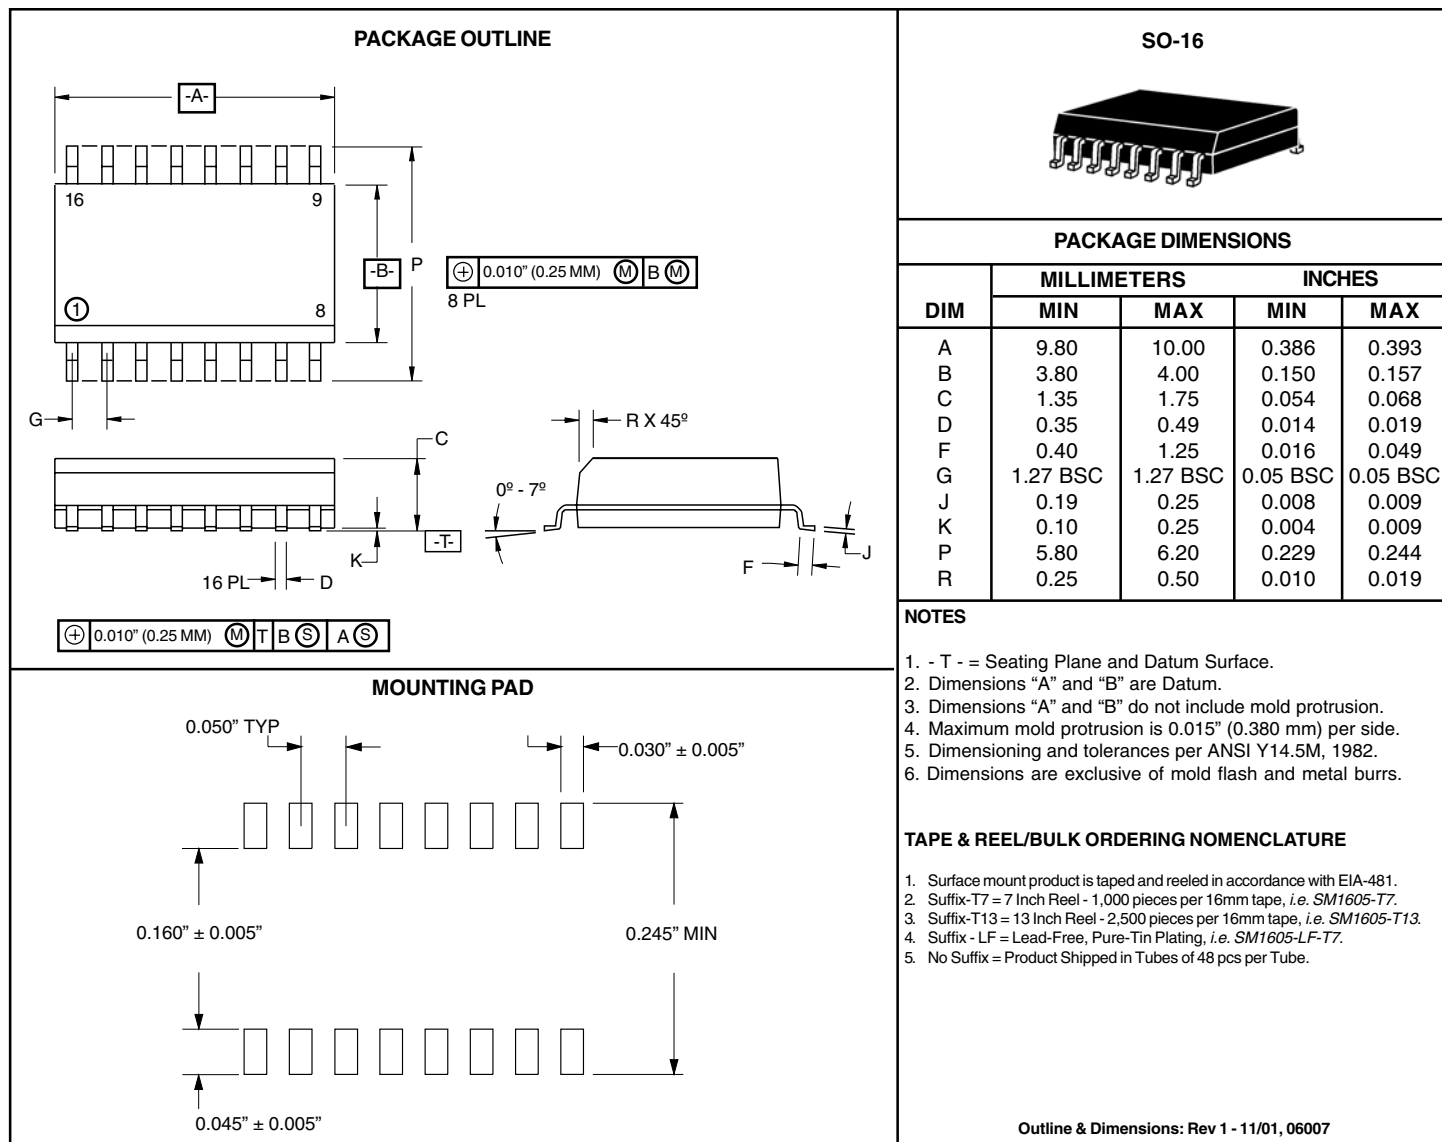 PACKAGE OUTLINE
-A-
16
9
-B-
P
⌖ 0.010” (0.25 MM) Ⓜ B Ⓜ
8 PL
1
8
G
C
R X 45º
0º - 7º
K
-T-
16 PL
D
F
J
⌖ 0.010” (0.25 MM) Ⓜ T B Ⓢ A Ⓢ
MOUNTING PAD
0.050” TYP
0.030” ± 0.005”
0.160” ± 0.005”
0.245” MIN
0.045” ± 0.005”
SO-16
PACKAGE DIMENSIONS
MILLIMETERS INCHES
DIM MIN MAX MIN MAX
A 9.80 10.00 0.386 0.393
B 3.80 4.00 0.150 0.157
C 1.35 1.75 0.054 0.068
D 0.35 0.49 0.014 0.019
F 0.40 1.25 0.016 0.049
G 1.27 BSC 1.27 BSC 0.05 BSC 0.05 BSC
J 0.19 0.25 0.008 0.009
K 0.10 0.25 0.004 0.009
P 5.80 6.20 0.229 0.244
R 0.25 0.50 0.010 0.019
NOTES
1. - T - = Seating Plane and Datum Surface.
2. Dimensions “A” and “B” are Datum.
3. Dimensions “A” and “B” do not include mold protrusion.
4. Maximum mold protrusion is 0.015” (0.380 mm) per side.
5. Dimensioning and tolerances per ANSI Y14.5M, 1982.
6. Dimensions are exclusive of mold flash and metal burrs.
TAPE & REEL/BULK ORDERING NOMENCLATURE
1. Surface mount product is taped and reeled in accordance with EIA-481.
2. Suffix-T7 = 7 Inch Reel - 1,000 pieces per 16mm tape, i.e. SM1605-T7.
3. Suffix-T13 = 13 Inch Reel - 2,500 pieces per 16mm tape, i.e. SM1605-T13.
4. Suffix - LF = Lead-Free, Pure-Tin Plating, i.e. SM1605-LF-T7.
5. No Suffix = Product Shipped in Tubes of 48 pcs per Tube.
Outline & Dimensions: Rev 1 - 11/01, 06007